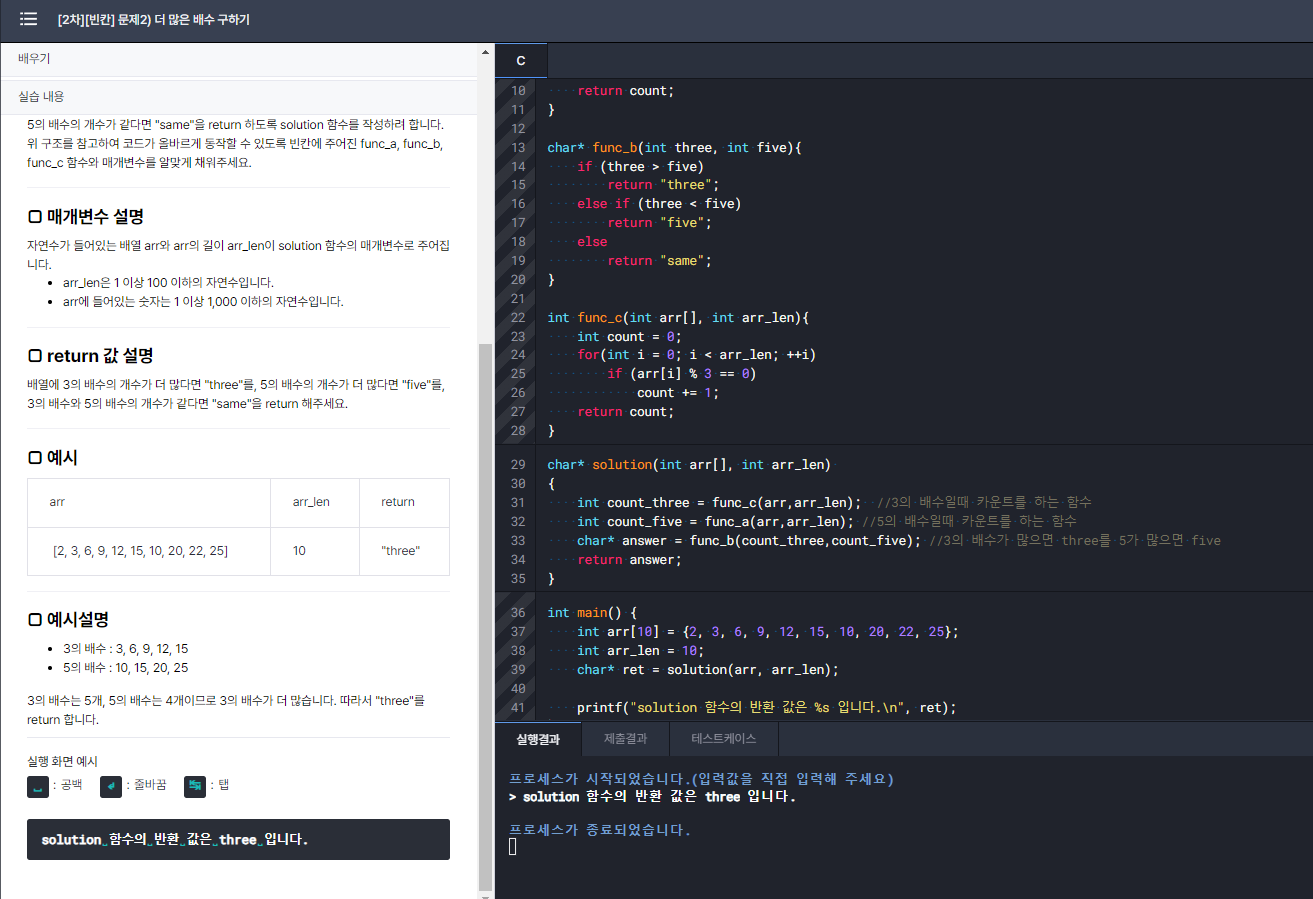 [2차][빈칸] 문제2) 더 많은 배수 구하기
배우기
실습 내용
5의 배수의 개수가 같다면 "same"을 return 하도록 solution 함수를 작성하려 합니다.
위 구조를 참고하여 코드가 올바르게 동작할 수 있도록 빈칸에 주어진 func_a, func_b,
func_c 함수와 매개변수를 알맞게 채워주세요.
매개변수 설명
자연수가 들어있는 배열 arr와 arr의 길이 arr_len이 solution 함수의 매개변수로 주어집
니다.
• arr_len은 1 이상 100 이하의 자연수입니다.
• arr에 들어있는 숫자는 1 이상 1,000 이하의 자연수입니다.
return 값 설명
배열에 3의 배수의 개수가 더 많다면 "three"를, 5의 배수의 개수가 더 많다면 "five"를,
3의 배수와 5의 배수의 개수가 같다면 "same"을 return 해주세요.
예시
arr arr_len return
[2, 3, 6, 9, 12, 15, 10, 20, 22, 25] 10 "three"
예시설명
• 3의 배수 : 3, 6, 9, 12, 15
• 5의 배수 : 10, 15, 20, 25
3의 배수는 5개, 5의 배수는 4개이므로 3의 배수가 더 많습니다. 따라서 "three"를
return 합니다.
실행 화면 예시
: 공백 : 줄바꿈 : 탭
solution 함수의 반환 값은 three 입니다.
C
10 return count;
11 }
12
13 char* func_b(int three, int five){
14 if (three > five)
15 return "three";
16 else if (three < five)
17 return "five";
18 else
19 return "same";
20 }
21
22 int func_c(int arr[], int arr_len){
23 int count = 0;
24 for(int i = 0; i < arr_len; ++i)
25 if (arr[i] % 3 == 0)
26 count += 1;
27 return count;
28 }
29 char* solution(int arr[], int arr_len)
30 {
31 int count_three = func_c(arr,arr_len); //3의 배수일때 카운트를 하는 함수
32 int count_five = func_a(arr,arr_len); //5의 배수일때 카운트를 하는 함수
33 char* answer = func_b(count_three,count_five); //3의 배수가 많으면 three를 5가 많으면 five
34 return answer;
35 }
36 int main() {
37 int arr[10] = {2, 3, 6, 9, 12, 15, 10, 20, 22, 25};
38 int arr_len = 10;
39 char* ret = solution(arr, arr_len);
40
41 printf("solution 함수의 반환 값은 %s 입니다.\n", ret);
실행결과 제출결과 테스트케이스
프로세스가 시작되었습니다.(입력값을 직접 입력해 주세요)
> solution 함수의 반환 값은 three 입니다.
프로세스가 종료되었습니다.